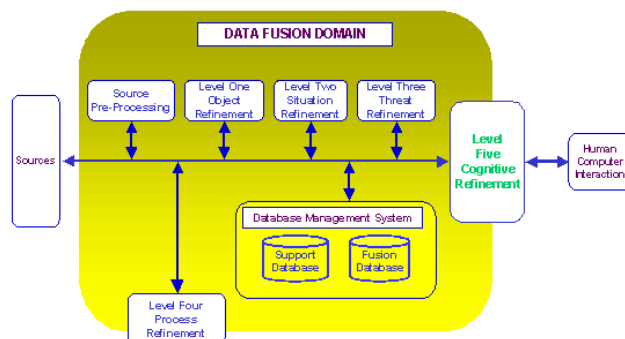 DATA FUSION DOMAIN
Source
Pre-Processing
Level One
Object
Refinement
Level Two
Situation
Refinement
Level Three
Threat
Refinement
Sources
Level
Five
Cognitive
Refinement
Human
Computer
Interaction
Database Management System
Support
Database
Fusion
Database
Level Four
Process
Refinement